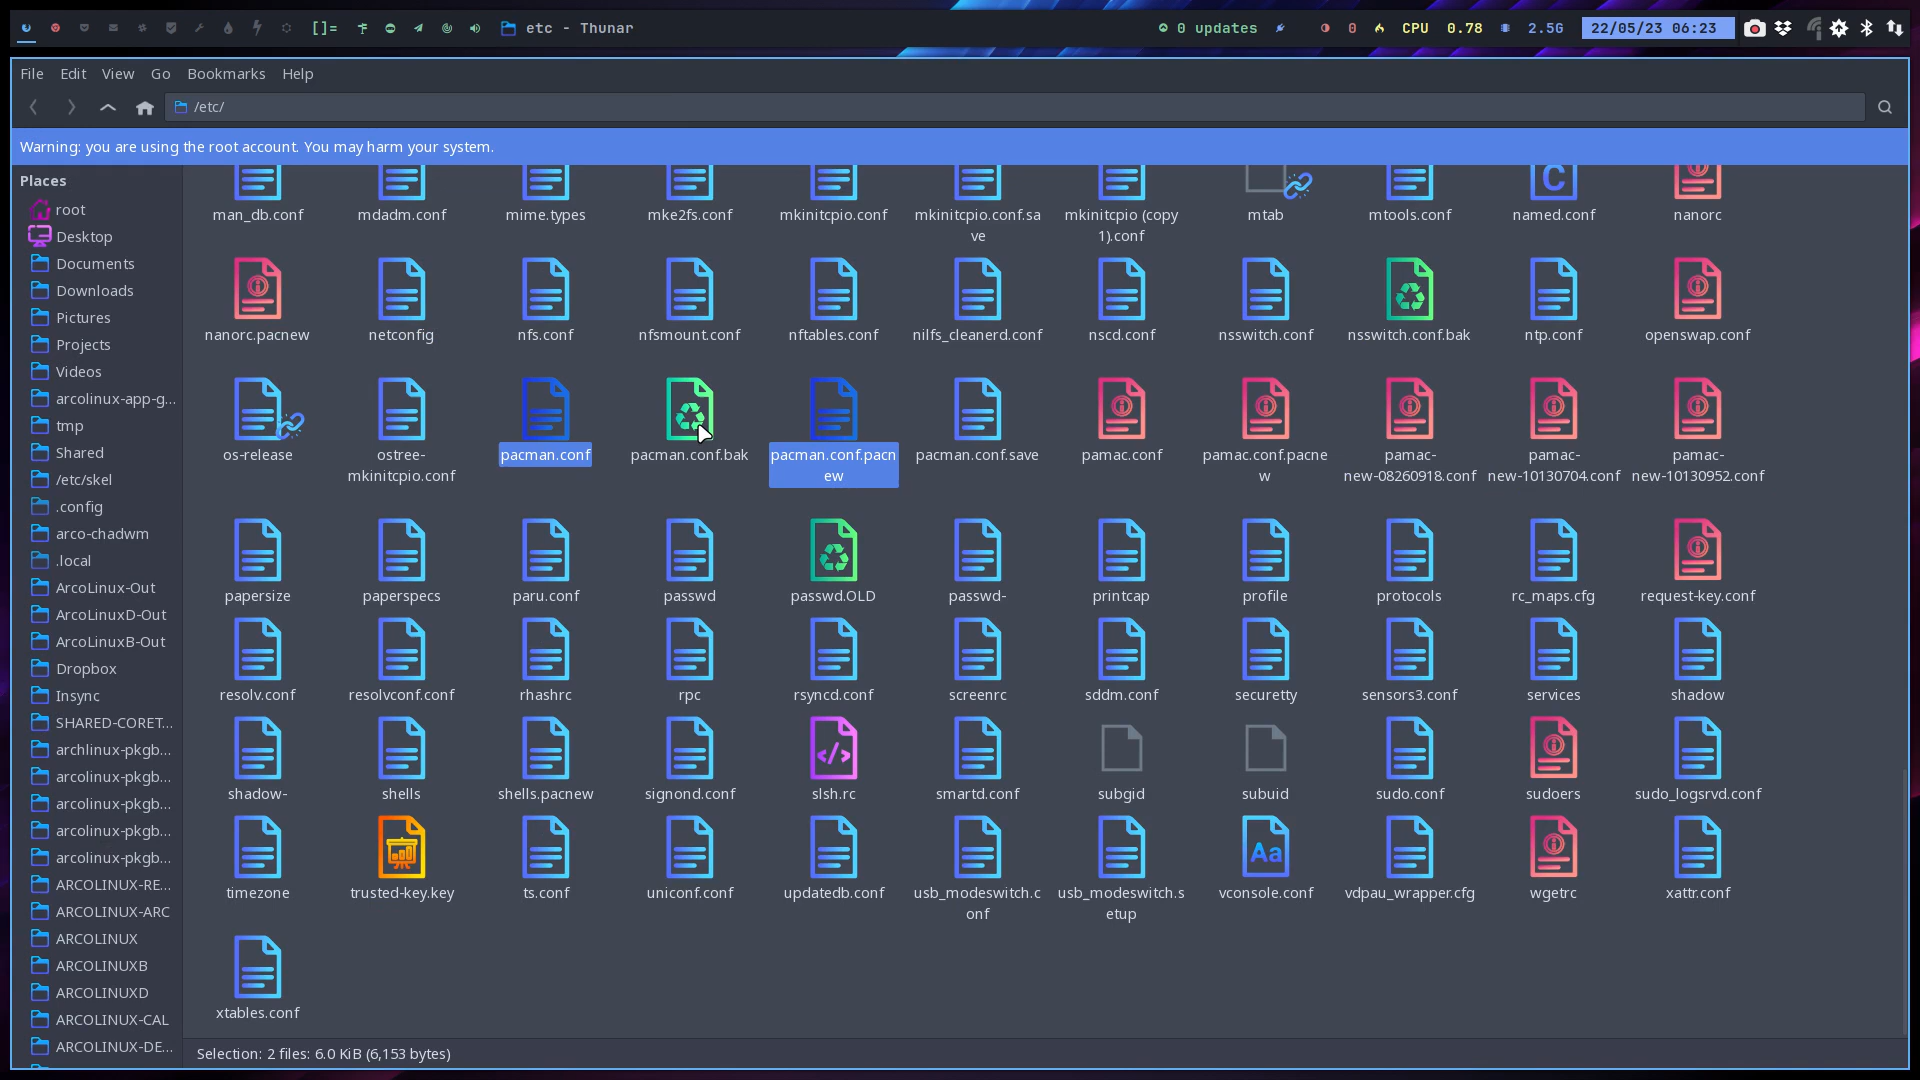 []=
etc - Thunar
0 updates
0
CPU
0.78
2.5G
22/05/23 06:23
File
Edit
View
Go
Bookmarks
Help
/etc/
Warning: you are using the root account. You may harm your system.
Places
root
Desktop
Documents
Downloads
Pictures
Projects
Videos
arcolinux-app-g…
tmp
Shared
/etc/skel
.config
arco-chadwm
.local
ArcoLinux-Out
ArcoLinuxD-Out
ArcoLinuxB-Out
Dropbox
Insync
SHARED-CORET…
archlinux-pkgb…
arcolinux-pkgb…
arcolinux-pkgb…
arcolinux-pkgb…
arcolinux-pkgb…
ARCOLINUX-RE…
ARCOLINUX-ARC
ARCOLINUX
ARCOLINUXB
ARCOLINUXD
ARCOLINUX-CAL
ARCOLINUX-DE…
man_db.conf
mdadm.conf
mime.types
mke2fs.conf
mkinitcpio.conf
mkinitcpio.conf.sa
ve
mkinitcpio (copy
1).conf
mtab
mtools.conf
named.conf
nanorc
nanorc.pacnew
netconfig
nfs.conf
nfsmount.conf
nftables.conf
nilfs_cleanerd.conf
nscd.conf
nsswitch.conf
nsswitch.conf.bak
ntp.conf
openswap.conf
os-release
ostree-
mkinitcpio.conf
pacman.conf
pacman.conf.bak
pacman.conf.pacn
ew
pacman.conf.save
pamac.conf
pamac.conf.pacne
w
pamac-
new-08260918.conf
pamac-
new-10130704.conf
pamac-
new-10130952.conf
papersize
paperspecs
paru.conf
passwd
passwd.OLD
passwd-
printcap
profile
protocols
rc_maps.cfg
request-key.conf
resolv.conf
resolvconf.conf
rhashrc
rpc
rsyncd.conf
screenrc
sddm.conf
securetty
sensors3.conf
services
shadow
shadow-
shells
shells.pacnew
signond.conf
slsh.rc
smartd.conf
subgid
subuid
sudo.conf
sudoers
sudo_logsrvd.conf
timezone
trusted-key.key
ts.conf
uniconf.conf
updatedb.conf
usb_modeswitch.c
onf
usb_modeswitch.s
etup
vconsole.conf
vdpau_wrapper.cfg
wgetrc
xattr.conf
xtables.conf
Selection: 2 files: 6.0 KiB (6,153 bytes)